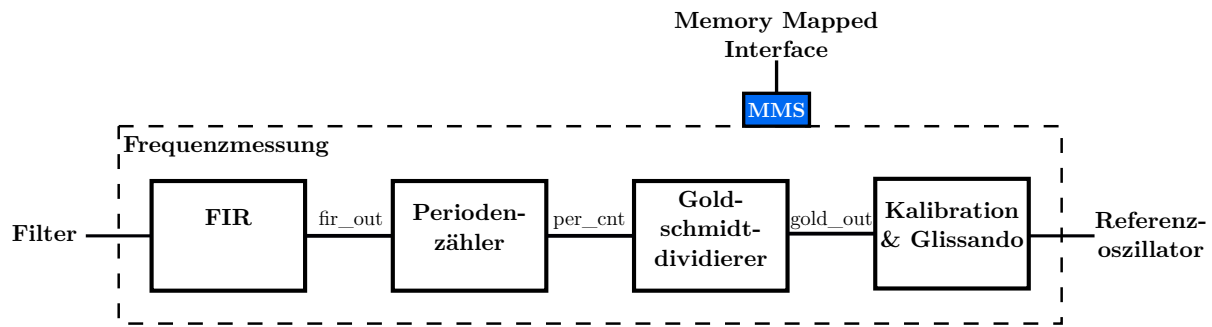 Memory Mapped
Interface
MMS
Frequenzmessung
Filter
FIR
fir_out
Perioden-
zähler
per_cnt
Gold-
schmidt-
dividierer
gold_out
Kalibration
& Glissando
Referenz-
oszillator